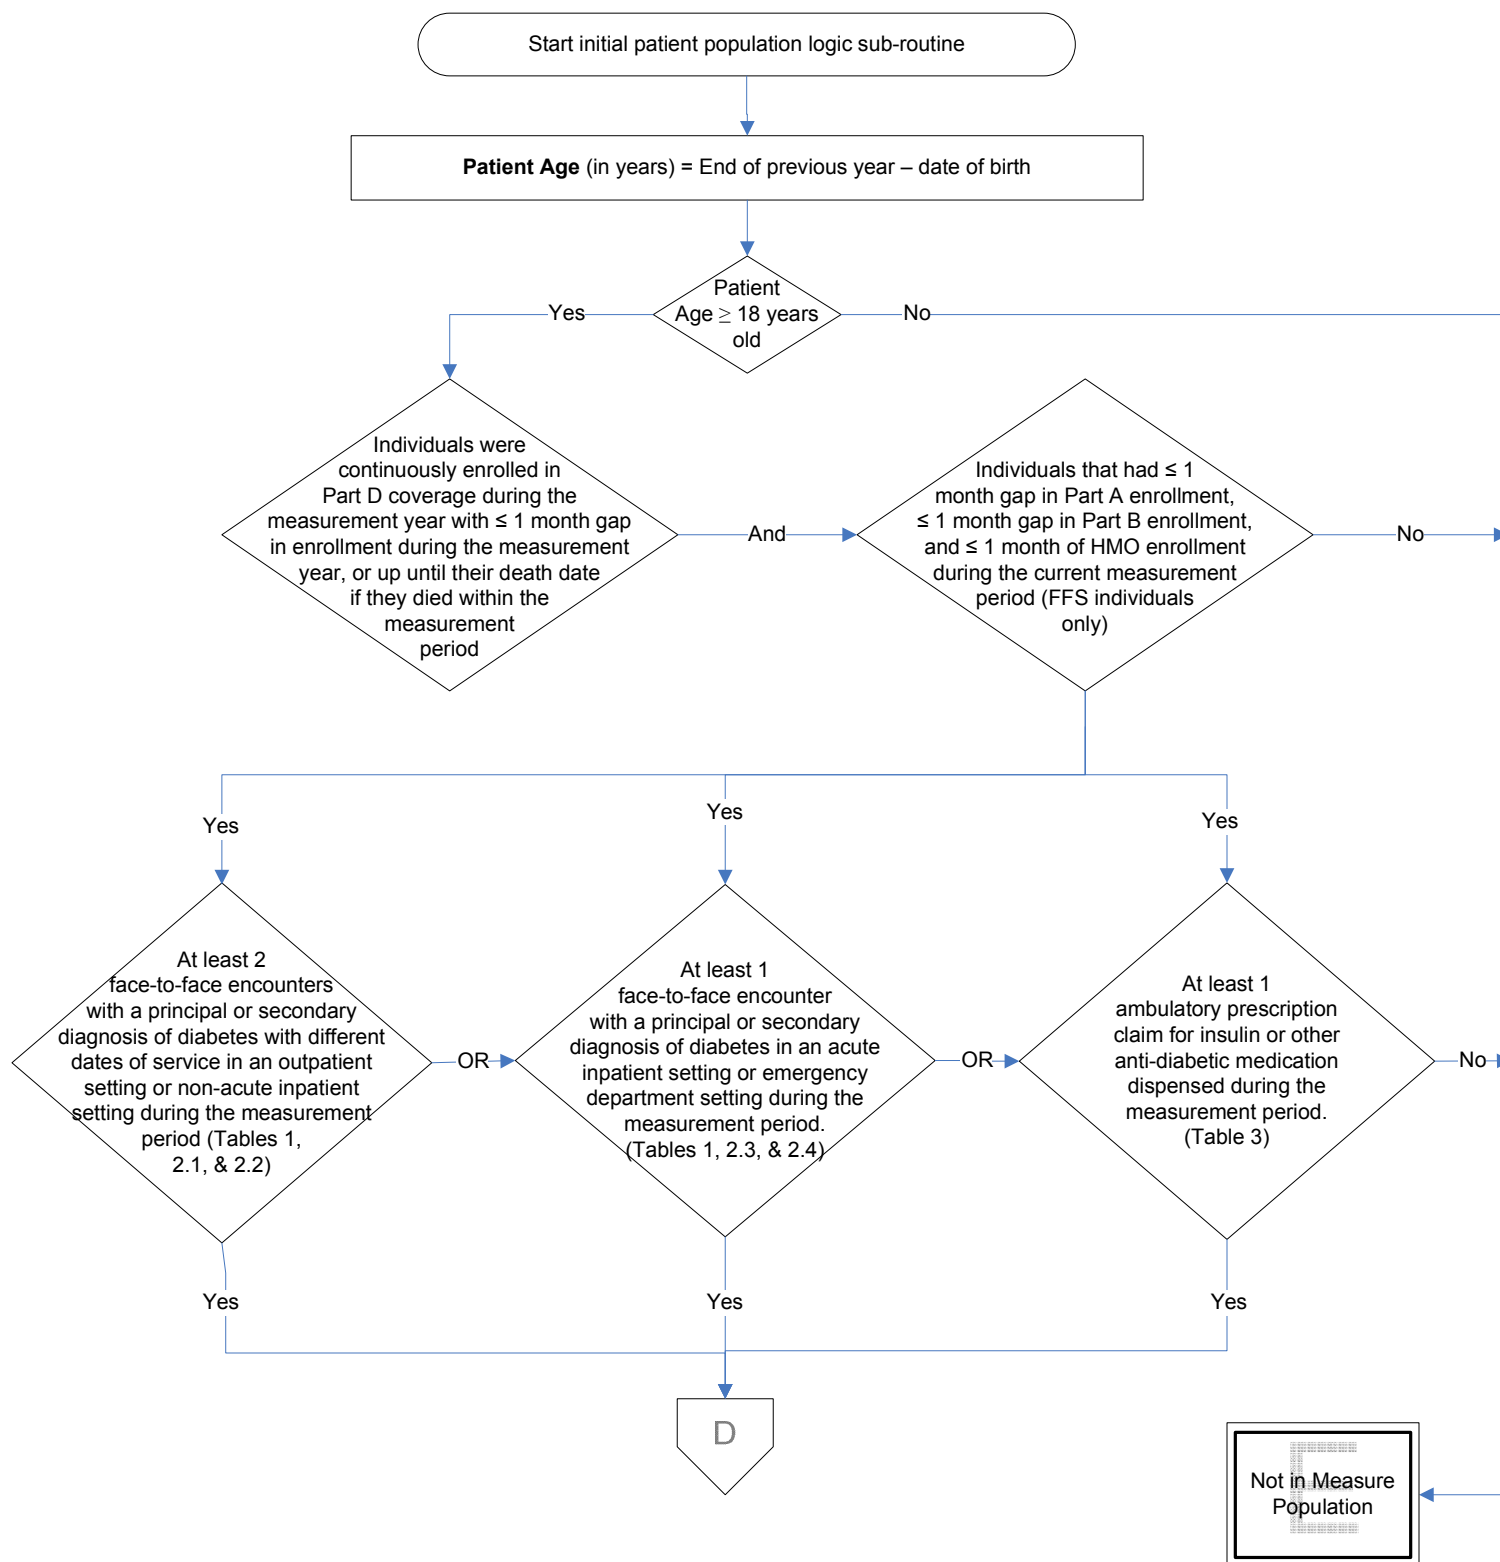 Start initial patient population logic sub-routine
Patient Age (in years) = End of previous year – date of birth
Patient
Age ≥ 18 years
old
Yes
No
Individuals were
continuously enrolled in
Part D coverage during the
measurement year with ≤ 1 month gap
in enrollment during the measurement
year, or up until their death date
if they died within the
measurement
period
And
Individuals that had ≤ 1
month gap in Part A enrollment,
≤ 1 month gap in Part B enrollment,
and ≤ 1 month of HMO enrollment
during the current measurement
period (FFS individuals
only)
No
Yes
Yes
Yes
At least 2
face-to-face encounters
with a principal or secondary
diagnosis of diabetes with different
dates of service in an outpatient
setting or non-acute inpatient
setting during the measurement
period (Tables 1,
2.1, & 2.2)
OR
At least 1
face-to-face encounter
with a principal or secondary
diagnosis of diabetes in an acute
inpatient setting or emergency
department setting during the
measurement period.
(Tables 1, 2.3, & 2.4)
OR
At least 1
ambulatory prescription
claim for insulin or other
anti-diabetic medication
dispensed during the
measurement period.
(Table 3)
No
Yes
Yes
Yes
D
E
Not in Measure
Population